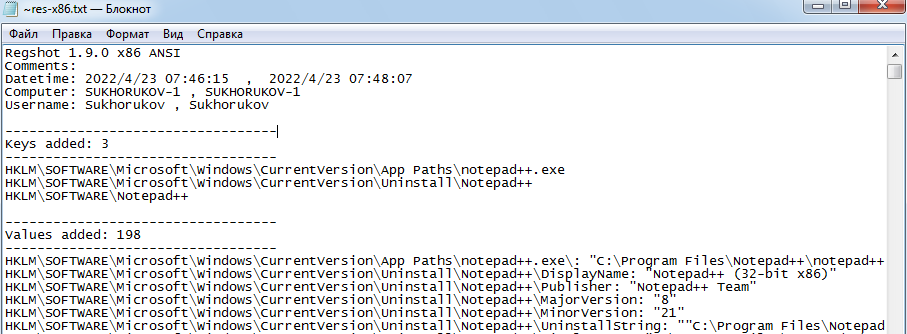 ~res-x86.txt — Блокнот
Файл Правка Формат Вид Справка
Regshot 1.9.0 x86 ANSI
Comments:
Datetime: 2022/4/23 07:46:15 , 2022/4/23 07:48:07
Computer: SUKHORUKOV-1 , SUKHORUKOV-1
Username: Sukhorukov , Sukhorukov
----------------------------------
Keys added: 3
----------------------------------
HKLM\SOFTWARE\Microsoft\Windows\CurrentVersion\App Paths\notepad++.exe
HKLM\SOFTWARE\Microsoft\Windows\CurrentVersion\Uninstall\Notepad++
HKLM\SOFTWARE\Notepad++
----------------------------------
Values added: 198
----------------------------------
HKLM\SOFTWARE\Microsoft\Windows\CurrentVersion\App Paths\notepad++.exe\: "C:\Program Files\Notepad++\notepad++
HKLM\SOFTWARE\Microsoft\Windows\CurrentVersion\Uninstall\Notepad++\DisplayName: "Notepad++ (32-bit x86)"
HKLM\SOFTWARE\Microsoft\Windows\CurrentVersion\Uninstall\Notepad++\Publisher: "Notepad++ Team"
HKLM\SOFTWARE\Microsoft\Windows\CurrentVersion\Uninstall\Notepad++\MajorVersion: "8"
HKLM\SOFTWARE\Microsoft\Windows\CurrentVersion\Uninstall\Notepad++\MinorVersion: "21"
HKLM\SOFTWARE\Microsoft\Windows\CurrentVersion\Uninstall\Notepad++\UninstallString: ""C:\Program Files\Notepad